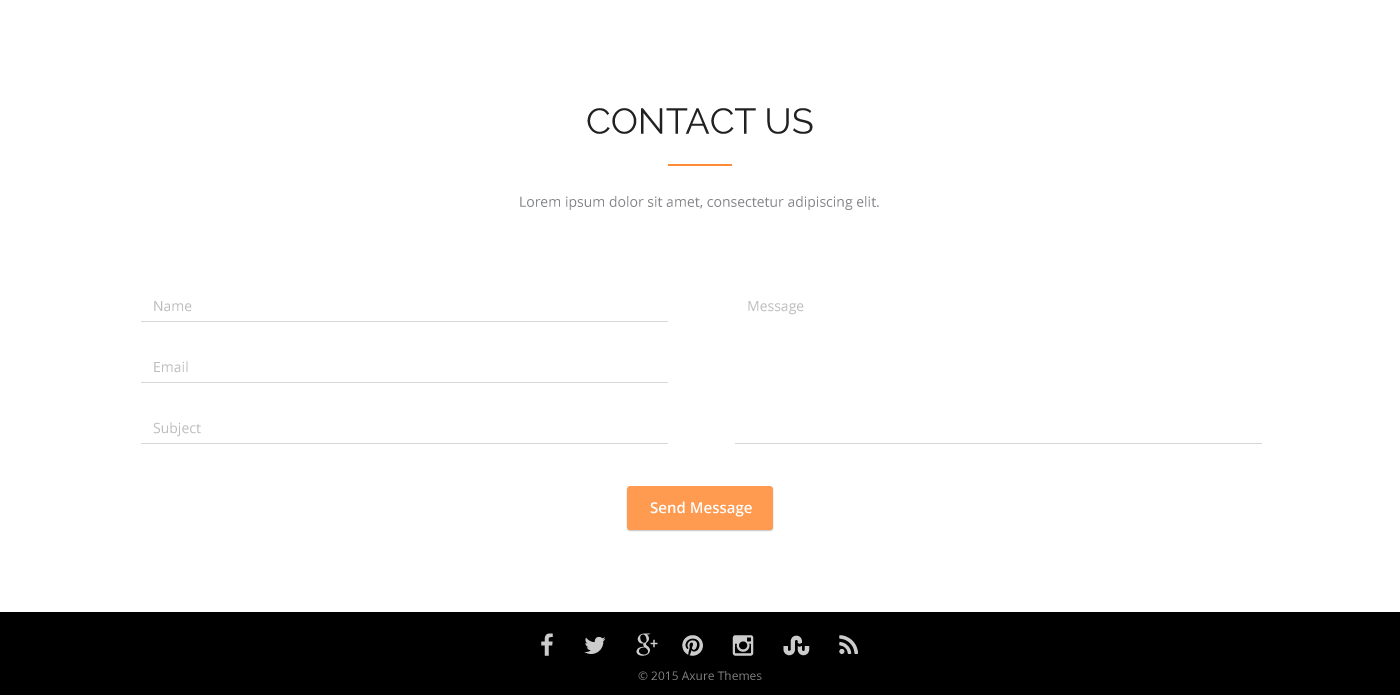 CONTACT US
Lorem ipsum dolor sit amet, consectetur adipiscing elit.
Name
Message
Email
Subject
Send Message
© 2015 Axure Themes